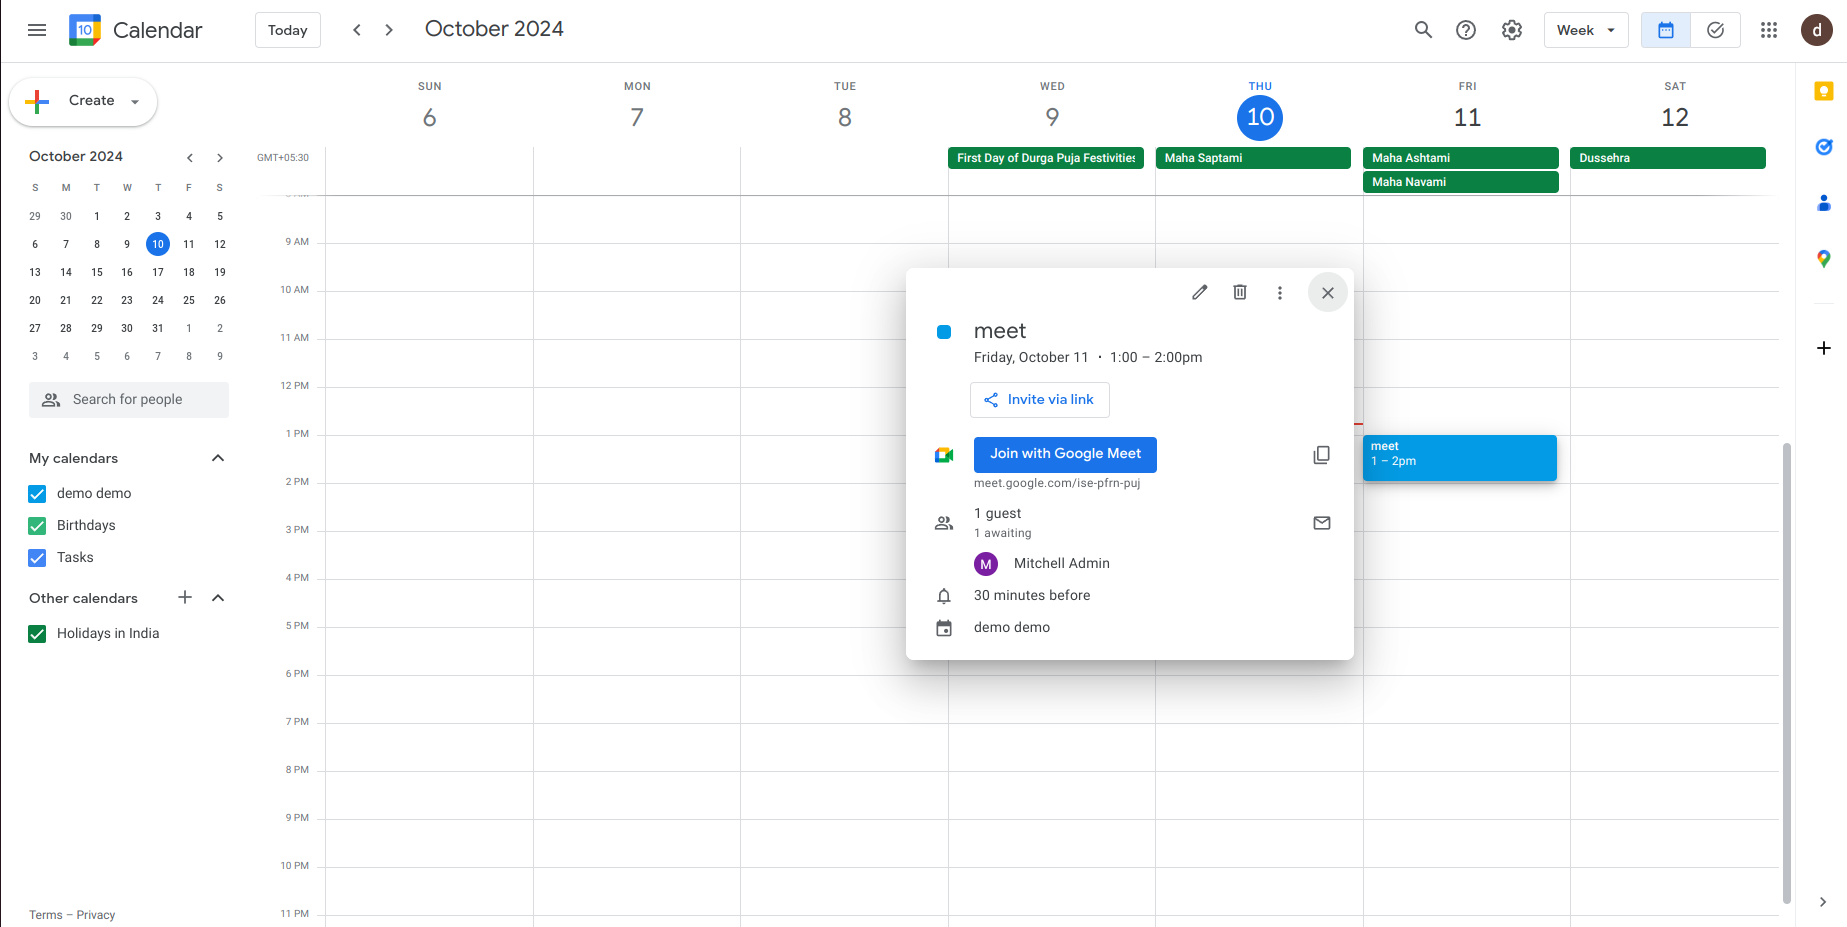 Calendar
Today
October 2024
Week
d
Create
October 2024
S M T W T F S
29 30 1 2 3 4 5
6 7 8 9 10 11 12
13 14 15 16 17 18 19
20 21 22 23 24 25 26
27 28 29 30 31 1 2
3 4 5 6 7 8 9
Search for people
My calendars
demo demo
Birthdays
Tasks
Other calendars
Holidays in India
Terms – Privacy
SUN MON TUE WED THU FRI SAT
6 7 8 9 10 11 12
GMT+05:30
First Day of Durga Puja Festivities
Maha Saptami
Maha Ashtami
Dussehra
Maha Navami
9 AM
10 AM
11 AM
12 PM
1 PM
2 PM
3 PM
4 PM
5 PM
6 PM
7 PM
8 PM
9 PM
10 PM
11 PM
meet
Friday, October 11 • 1:00 – 2:00pm
Invite via link
Join with Google Meet
meet.google.com/ise-pfrn-puj
1 guest
1 awaiting
M Mitchell Admin
30 minutes before
demo demo
meet
1 – 2pm